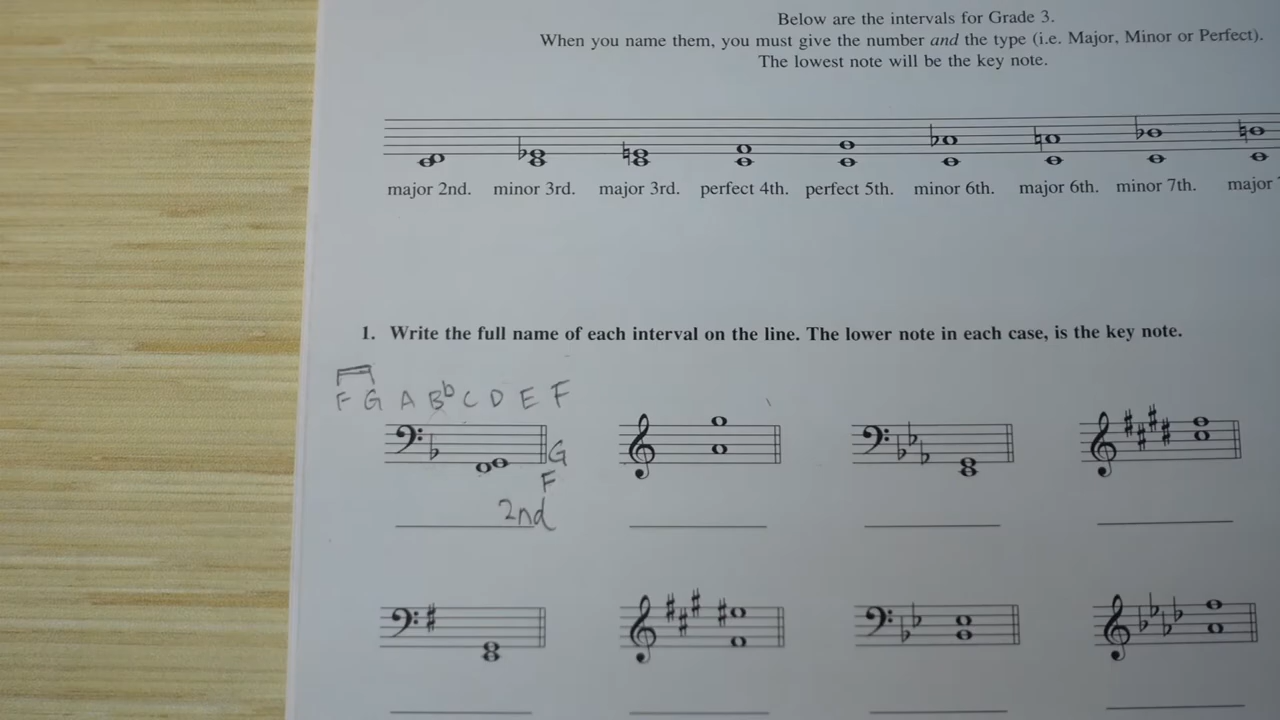 Below are the intervals for Grade 3.
When you name them, you must give the number and the type (i.e. Major, Minor or Perfect).
The lowest note will be the key note.
major 2nd. minor 3rd. major 3rd. perfect 4th. perfect 5th. minor 6th. major 6th. minor 7th. major
1. Write the full name of each interval on the line. The lower note in each case, is the key note.
F G A Bb C D E F
G
F
2nd